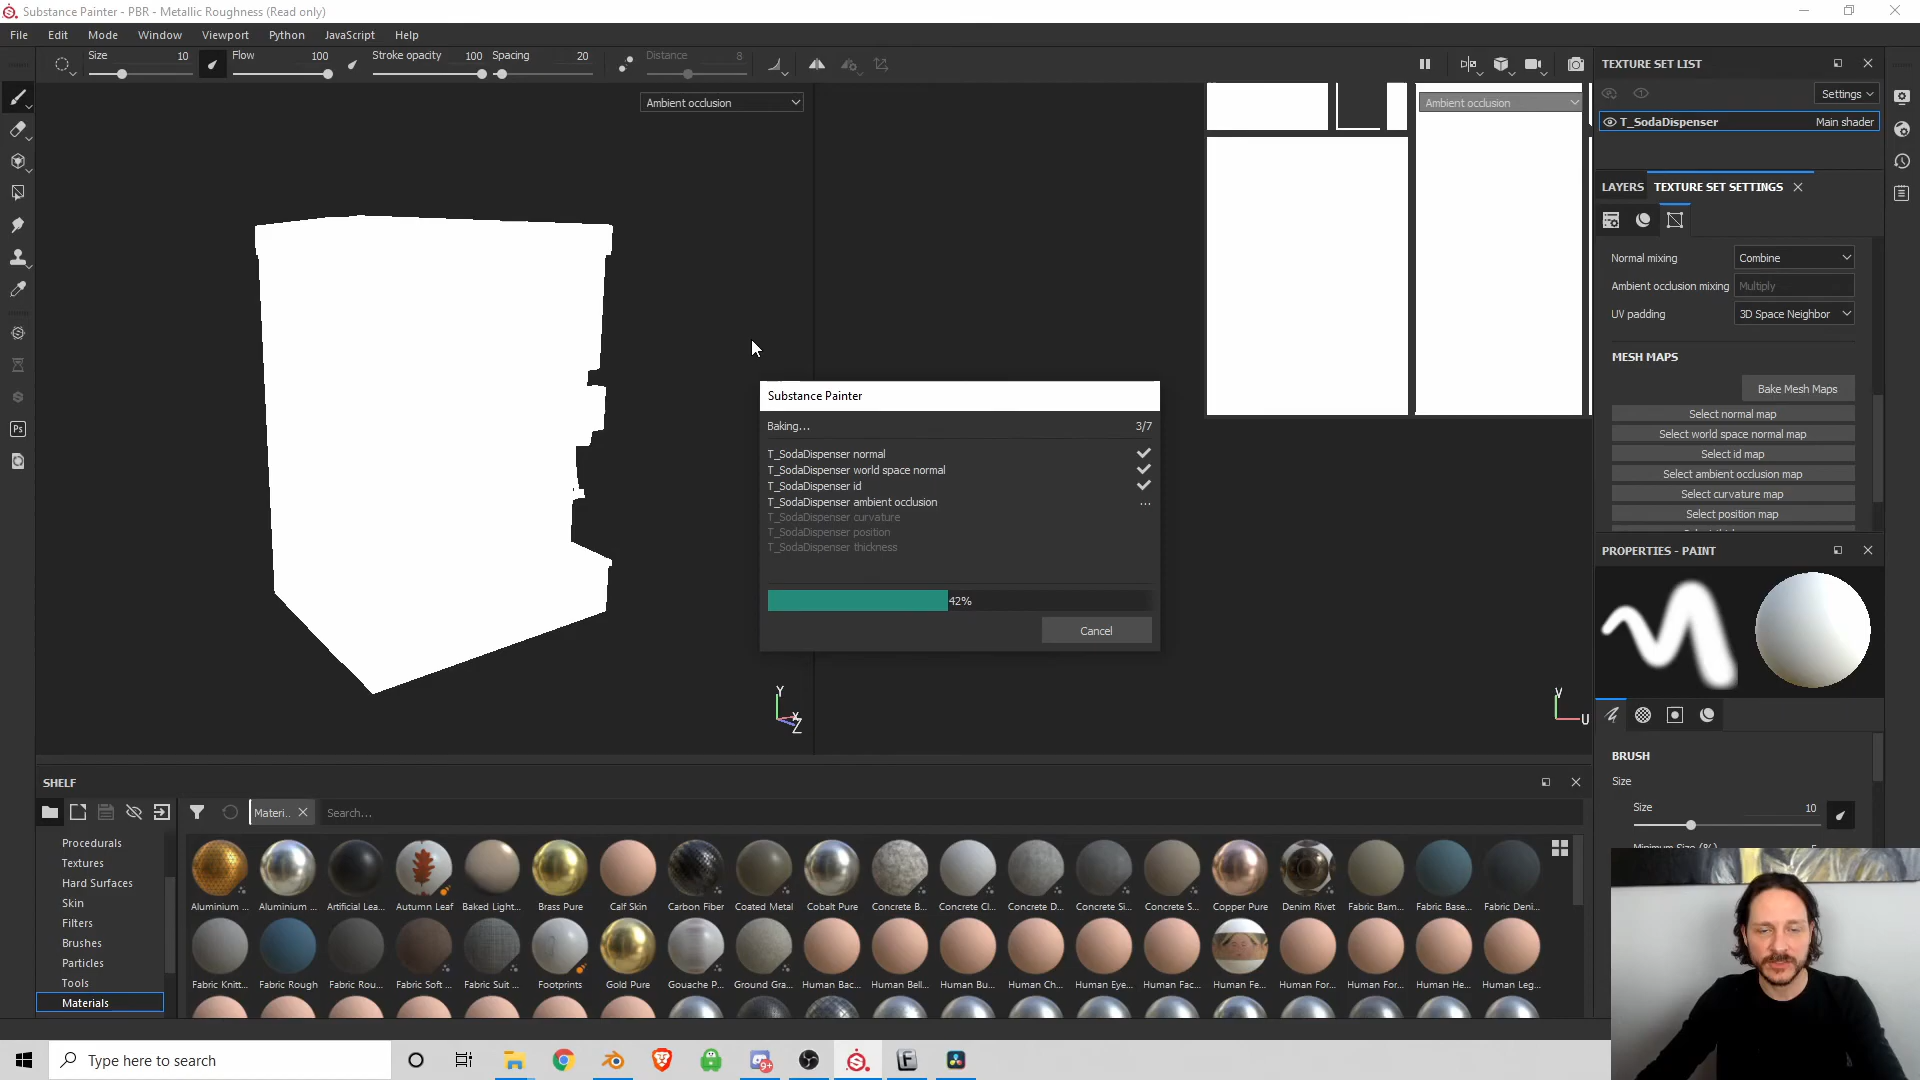 Substance Painter - PBR - Metallic Roughness (Read only)
File Edit Mode Window Viewport Python JavaScript Help
Size 10 Flow 100 Stroke opacity 100 Spacing 20 Distance 8
Ambient occlusion
Ambient occlusion
TEXTURE SET LIST
Settings
T_SodaDispenser Main shader
LAYERS TEXTURE SET SETTINGS
Normal mixing Combine
Ambient occlusion mixing Multiply
UV padding 3D Space Neighbor
MESH MAPS
Bake Mesh Maps
Select normal map
Select world space normal map
Select id map
Select ambient occlusion map
Select curvature map
Select position map
Substance Painter
Baking... 3/7
T_SodaDispenser normal
T_SodaDispenser world space normal
T_SodaDispenser id
T_SodaDispenser ambient occlusion ...
T_SodaDispenser curvature
T_SodaDispenser position
T_SodaDispenser thickness
42%
Cancel
Y
X
Z
V
U
PROPERTIES - PAINT
BRUSH
Size
Size 10
Minimum Size (%) 5
SHELF
Materi.. Search...
Procedurals
Textures
Hard Surfaces
Skin
Filters
Brushes
Particles
Tools
Materials
Aluminium ... Aluminium ... Artificial Lea... Autumn Leaf Baked Light... Brass Pure Calf Skin Carbon Fiber Coated Metal Cobalt Pure Concrete B... Concrete Cl... Concrete D... Concrete Si... Concrete S... Copper Pure Denim Rivet Fabric Bam... Fabric Base... Fabric Deni...
Fabric Knitt... Fabric Rough Fabric Rou... Fabric Soft ... Fabric Suit ... Footprints Gold Pure Gouache P... Ground Gra... Human Bac... Human Bell... Human Bu... Human Ch... Human Eye... Human Fac... Human Fe... Human For... Human For... Human He... Human Leg...
Ps
Type here to search
9+